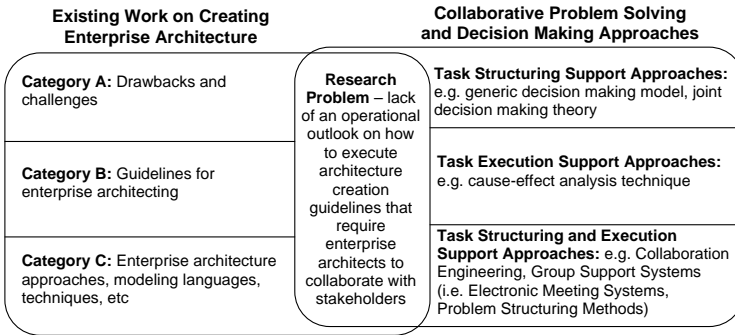 Existing Work on Creating
Enterprise Architecture
Category A: Drawbacks and
challenges
Category B: Guidelines for
enterprise architecting
Category C: Enterprise architecture
approaches, modeling languages,
techniques, etc
Research
Problem – lack
of an operational
outlook on how
to execute
architecture
creation
guidelines that
require
enterprise
architects to
collaborate with
stakeholders
Collaborative Problem Solving
and Decision Making Approaches
Task Structuring Support Approaches:
e.g. generic decision making model, joint
decision making theory
Task Execution Support Approaches:
e.g. cause-effect analysis technique
Task Structuring and Execution
Support Approaches: e.g. Collaboration
Engineering, Group Support Systems
(i.e. Electronic Meeting Systems,
Problem Structuring Methods)